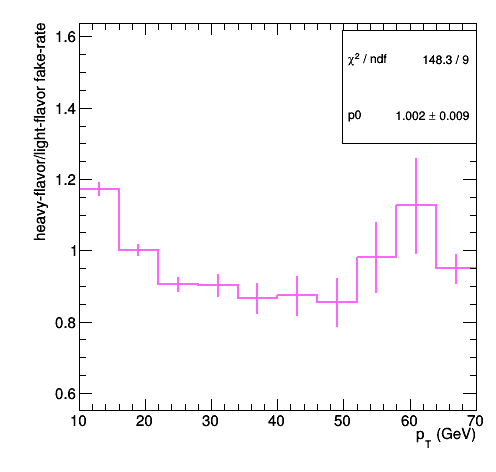 heavy-flavor/light-flavor fake-rate
χ² / ndf 148.3 / 9
p0 1.002 ± 0.009
1.6
1.4
1.2
1
0.8
0.6
10 20 30 40 50 60 70
p_T (GeV)